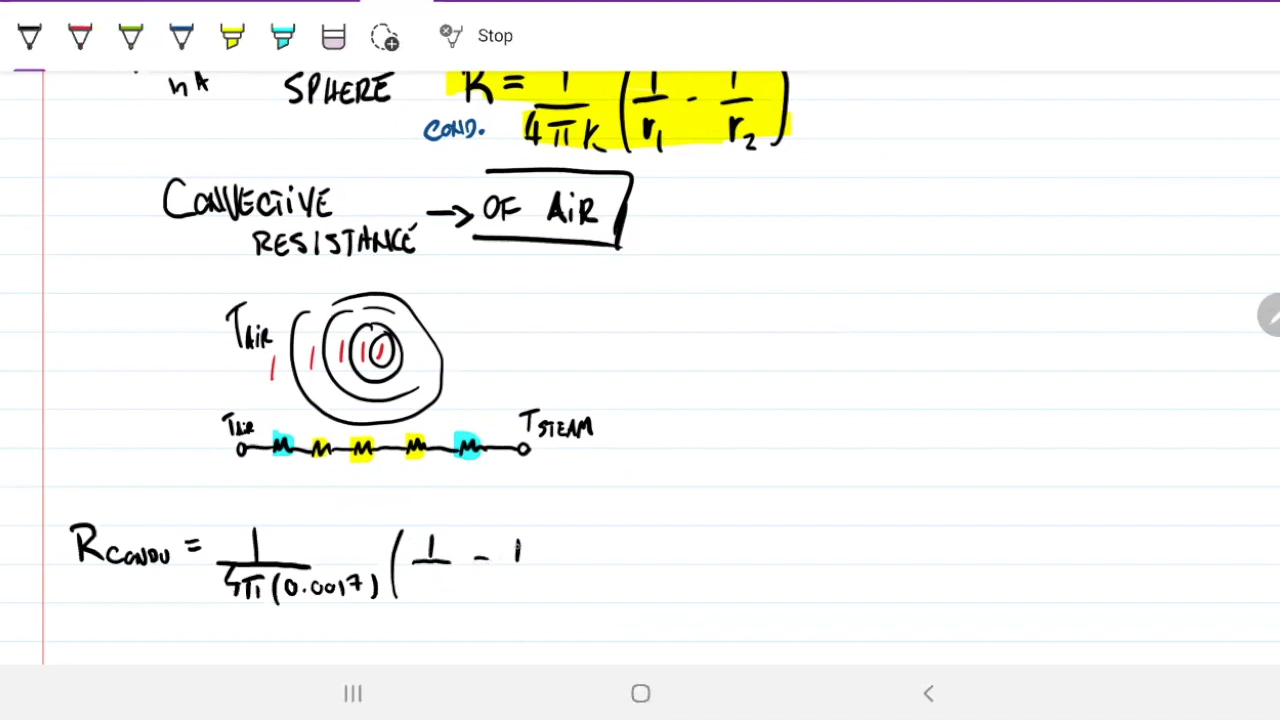 Stop
hA SPHERE R = 1 / 4πk (1/r1 - 1/r2)
COND.
CONVECTIVE RESISTANCE → OF AIR
TAIR
TAIR TSTEAM
RCONDU = 1 / 4π(0.0017) (1/ - 1